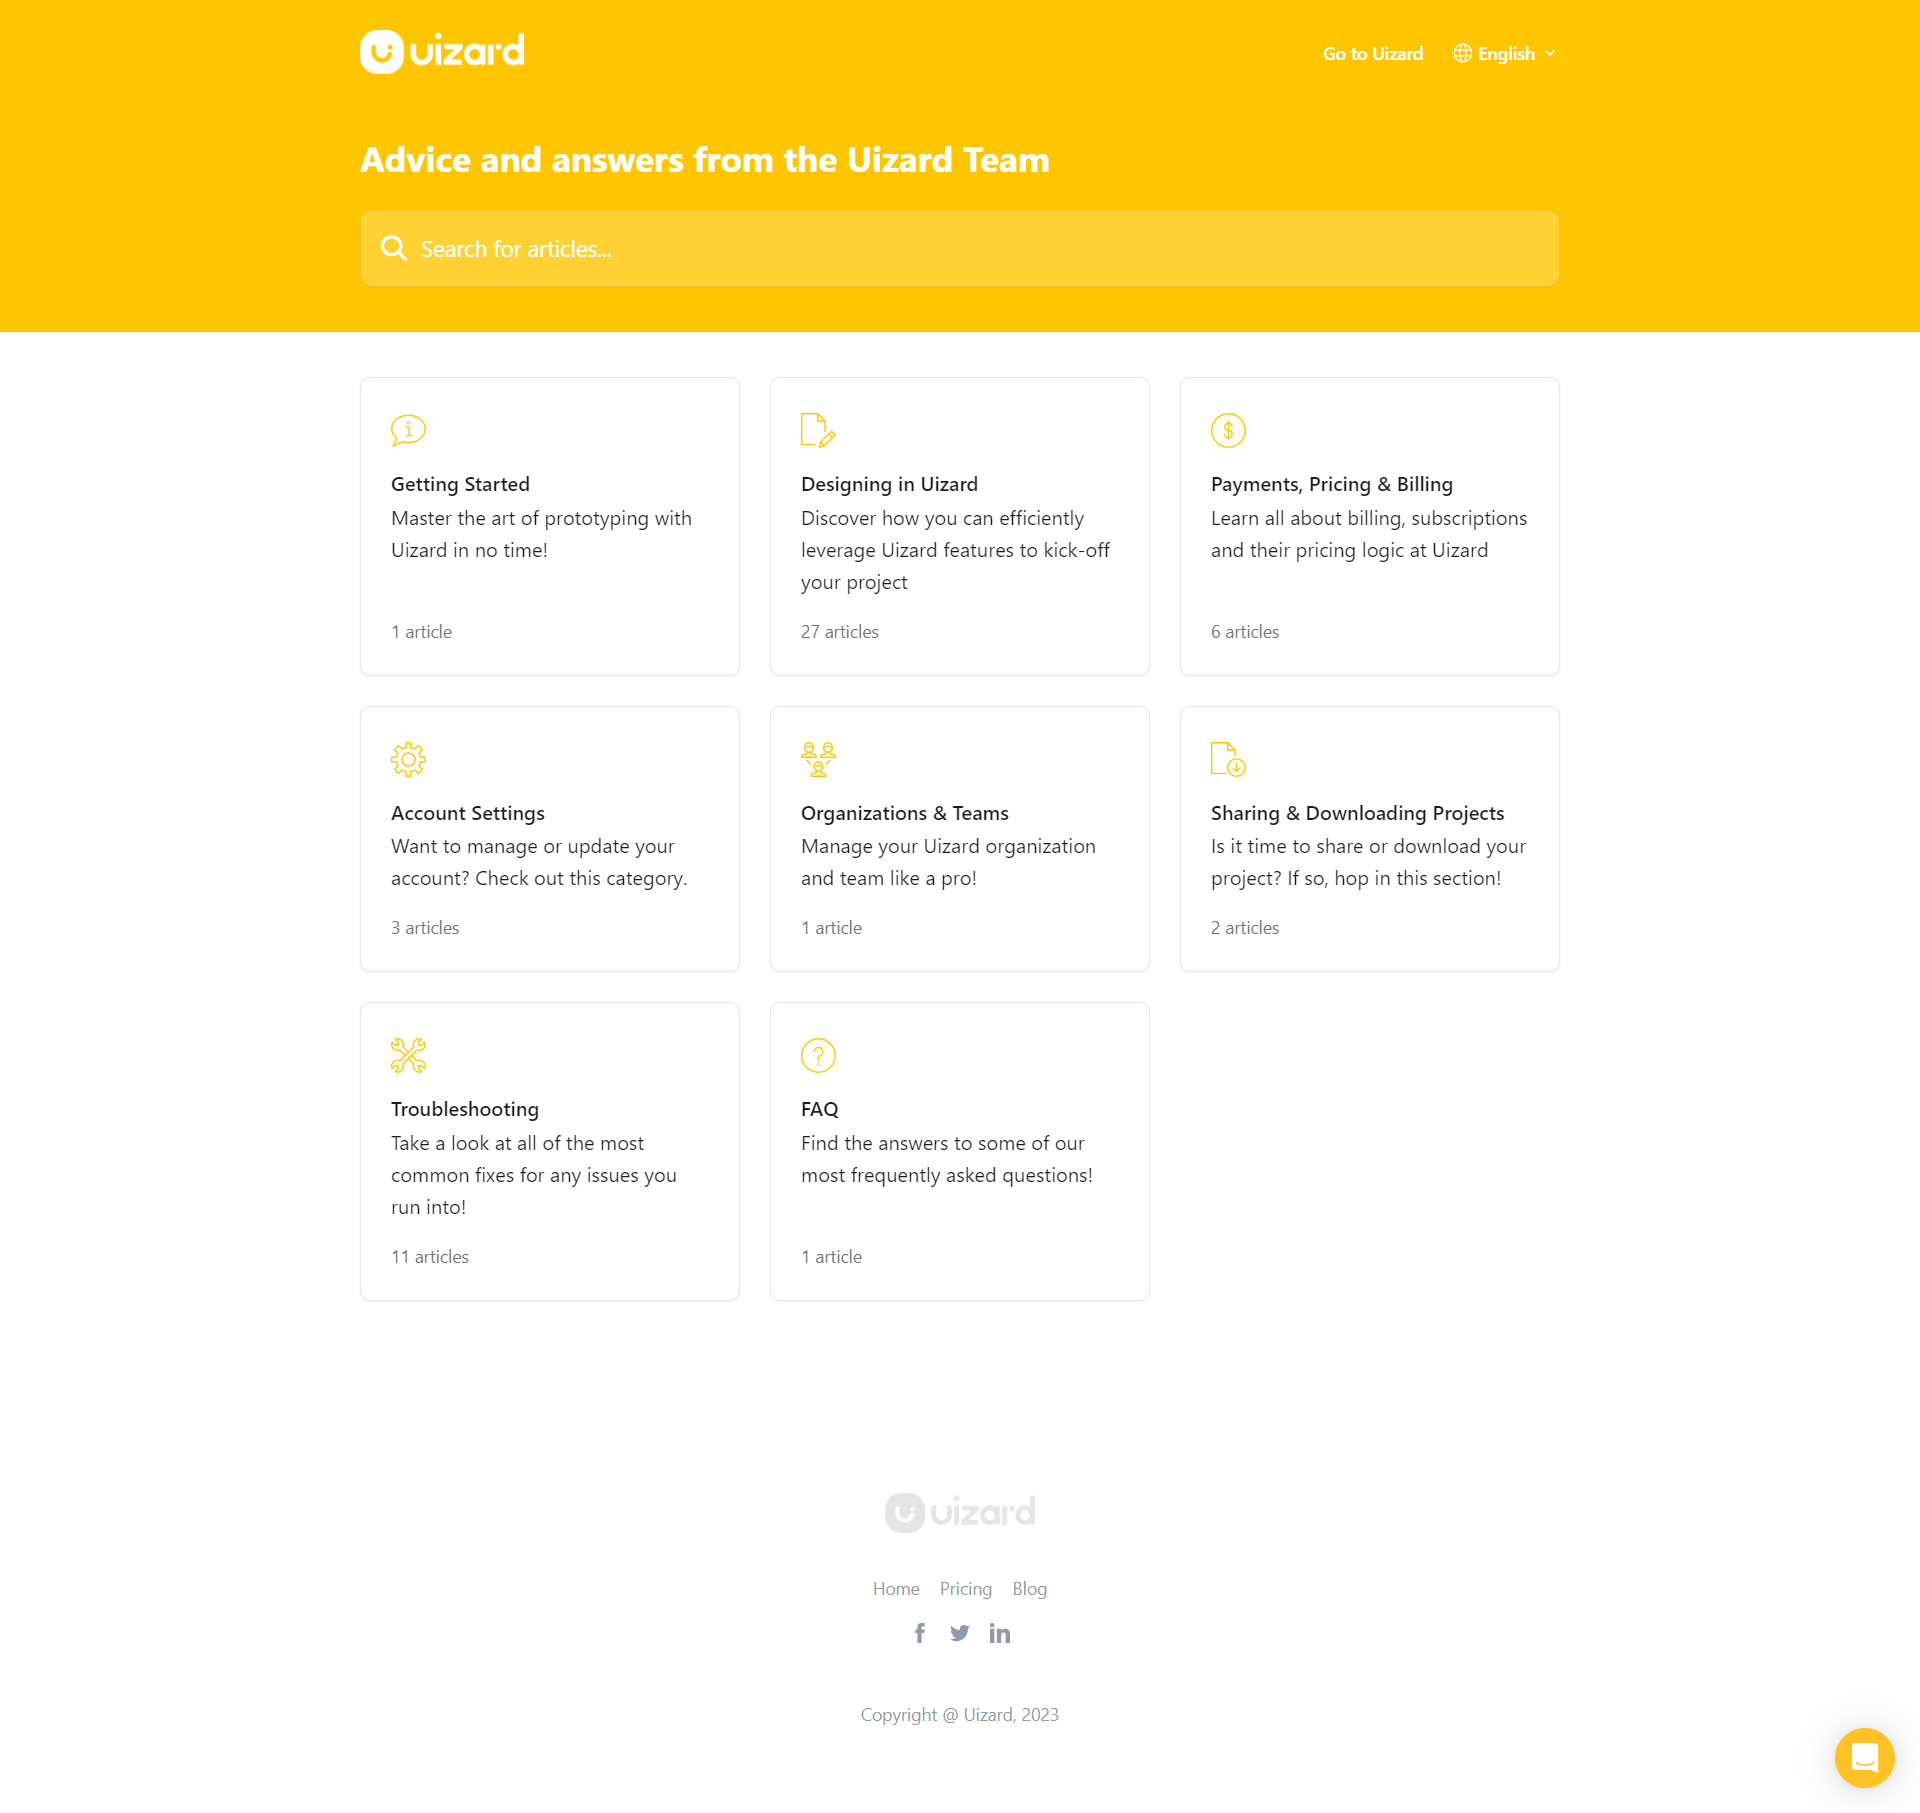 uizard
Go to Uizard
English
Advice and answers from the Uizard Team
Search for articles...
Getting Started
Master the art of prototyping with
Uizard in no time!
1 article
Designing in Uizard
Discover how you can efficiently
leverage Uizard features to kick-off
your project
27 articles
Payments, Pricing & Billing
Learn all about billing, subscriptions
and their pricing logic at Uizard
6 articles
Account Settings
Want to manage or update your
account? Check out this category.
3 articles
Organizations & Teams
Manage your Uizard organization
and team like a pro!
1 article
Sharing & Downloading Projects
Is it time to share or download your
project? If so, hop in this section!
2 articles
Troubleshooting
Take a look at all of the most
common fixes for any issues you
run into!
11 articles
FAQ
Find the answers to some of our
most frequently asked questions!
1 article
uizard
Home Pricing Blog
Copyright @ Uizard, 2023